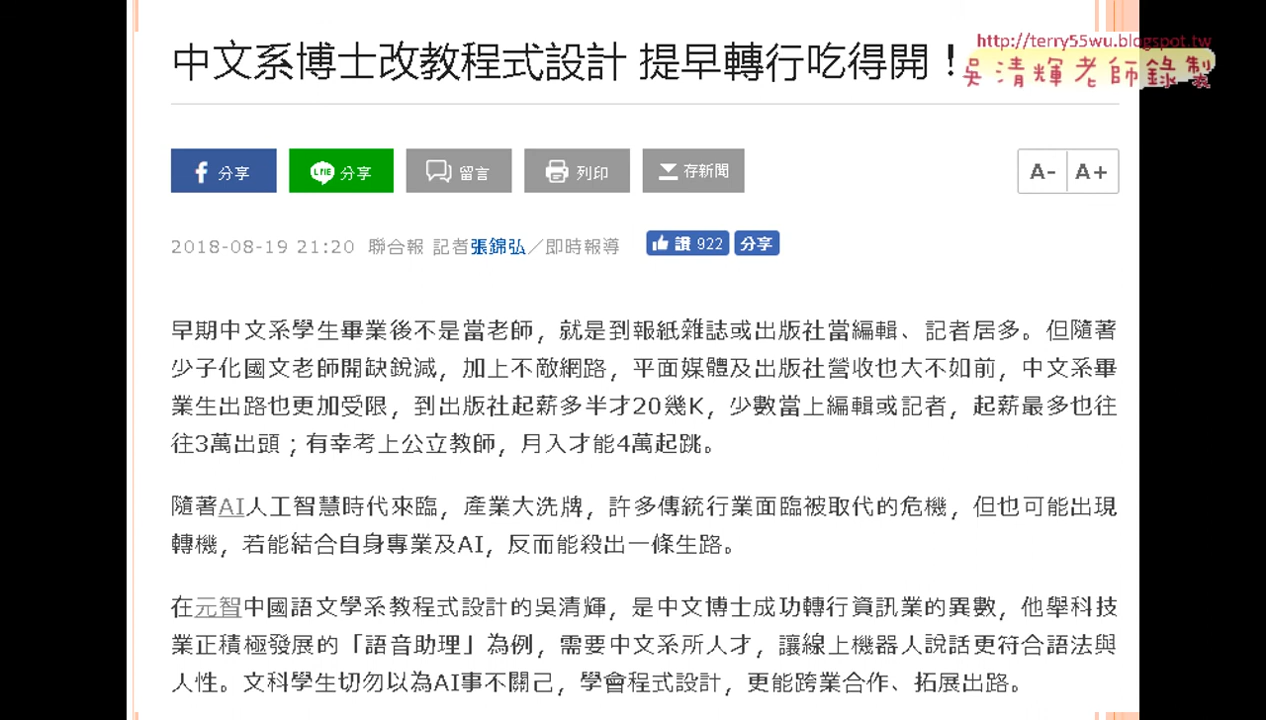 http://terry55wu.blogspot.tw
吳清輝老師錄製
中文系博士改教程式設計 提早轉行吃得開!
分享
LINE 分享
留言
列印
存新聞
A- A+
2018-08-19 21:20 聯合報 記者張錦弘╱即時報導
讚 922 分享
早期中文系學生畢業後不是當老師，就是到報紙雜誌或出版社當編輯、記者居多。但隨著
少子化國文老師開缺銳減，加上不敵網路，平面媒體及出版社營收也大不如前，中文系畢
業生出路也更加受限，到出版社起薪多半才20幾K，少數當上編輯或記者，起薪最多也往
往3萬出頭；有幸考上公立教師，月入才能4萬起跳。
隨著AI人工智慧時代來臨，產業大洗牌，許多傳統行業面臨被取代的危機，但也可能出現
轉機，若能結合自身專業及AI，反而能殺出一條生路。
在元智中國語文學系教程式設計的吳清輝，是中文博士成功轉行資訊業的異數，他舉科技
業正積極發展的「語音助理」為例，需要中文系所人才，讓線上機器人說話更符合語法與
人性。文科學生切勿以為AI事不關己，學會程式設計，更能跨業合作、拓展出路。